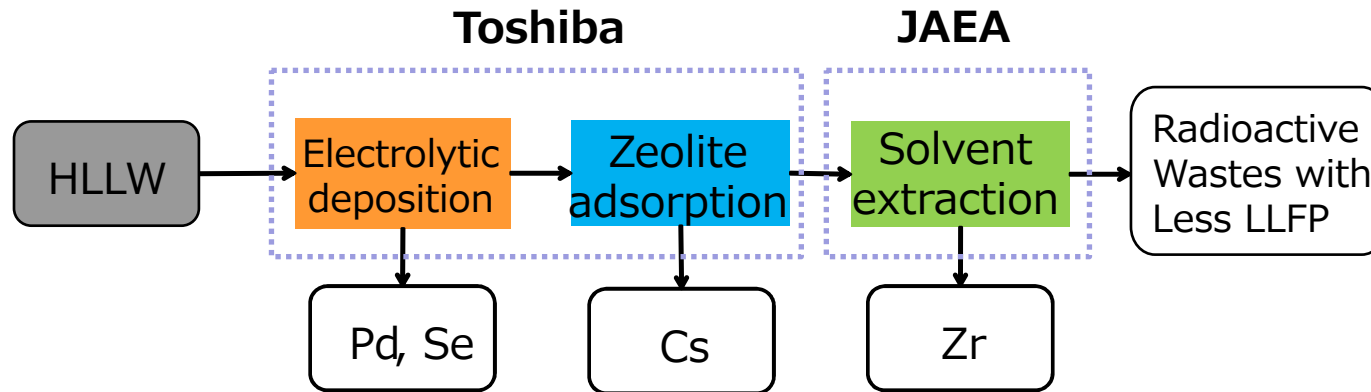 Toshiba
JAEA
HLLW
Electrolytic
deposition
Zeolite
adsorption
Solvent
extraction
Radioactive
Wastes with
Less LLFP
Pd, Se
Cs
Zr